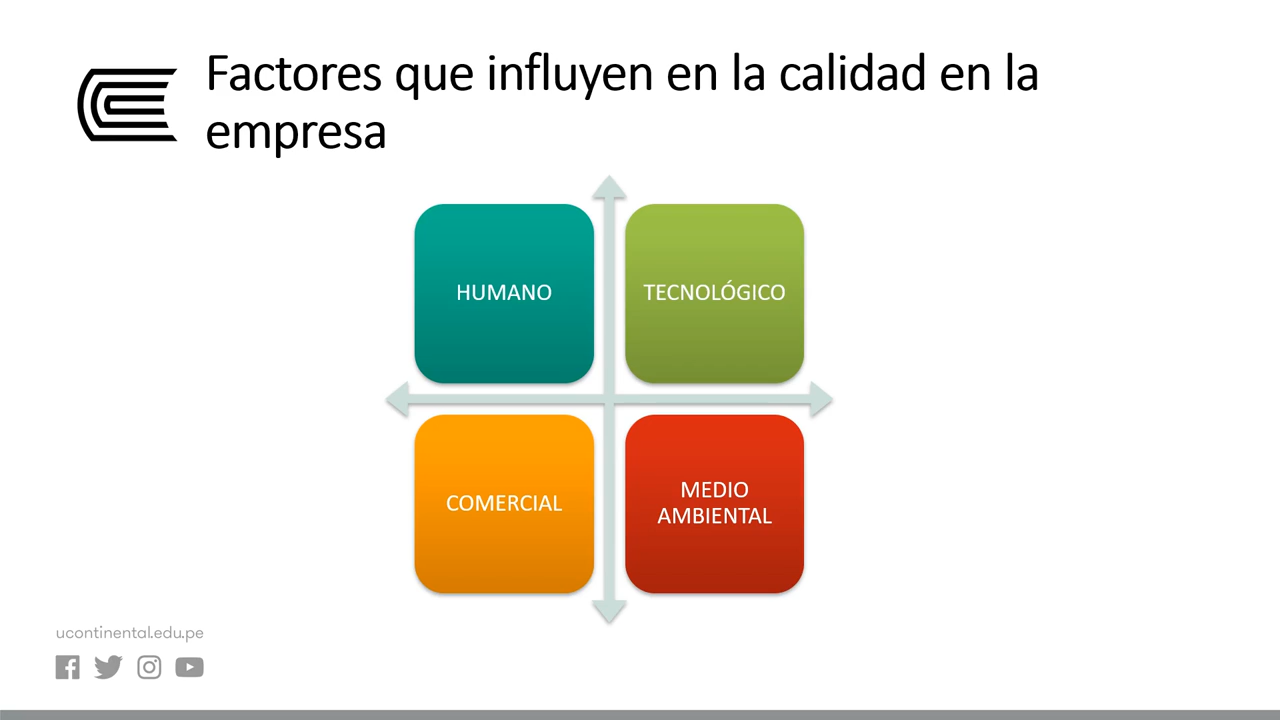 Factores que influyen en la calidad en la
empresa
HUMANO
TECNOLÓGICO
COMERCIAL
MEDIO
AMBIENTAL
ucontinental.edu.pe